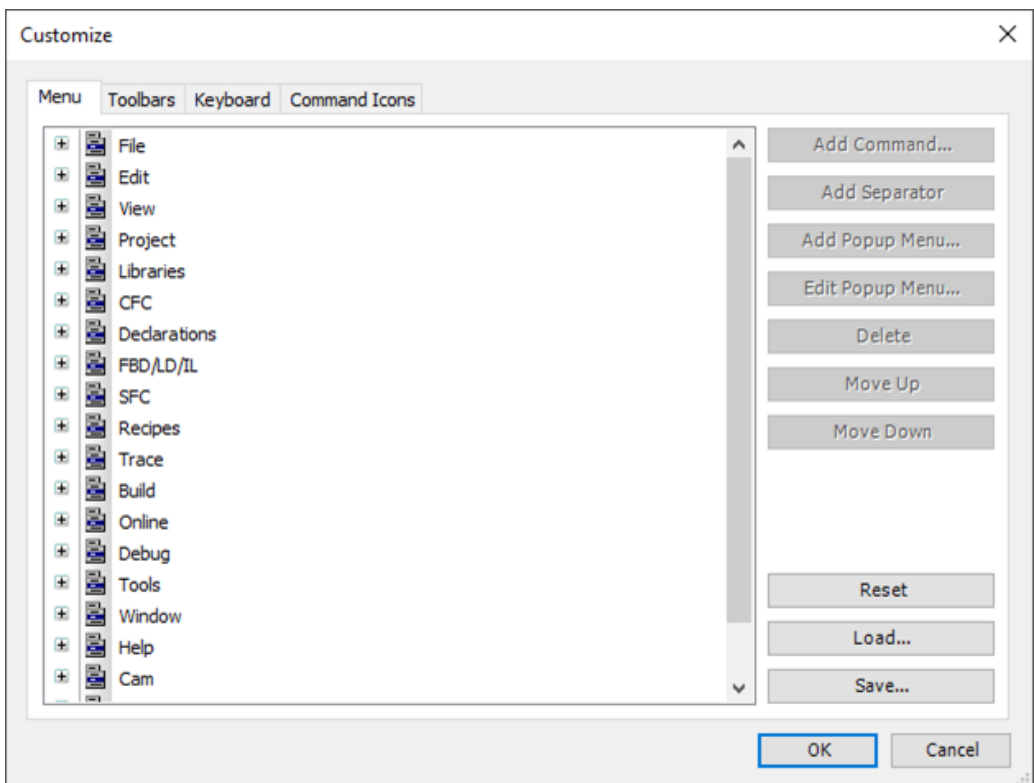 Customize
Menu Toolbars Keyboard Command Icons
File
Edit
View
Project
Libraries
CFC
Declarations
FBD/LD/IL
SFC
Recipes
Trace
Build
Online
Debug
Tools
Window
Help
Cam
Add Command...
Add Separator
Add Popup Menu...
Edit Popup Menu...
Delete
Move Up
Move Down
Reset
Load...
Save...
OK Cancel